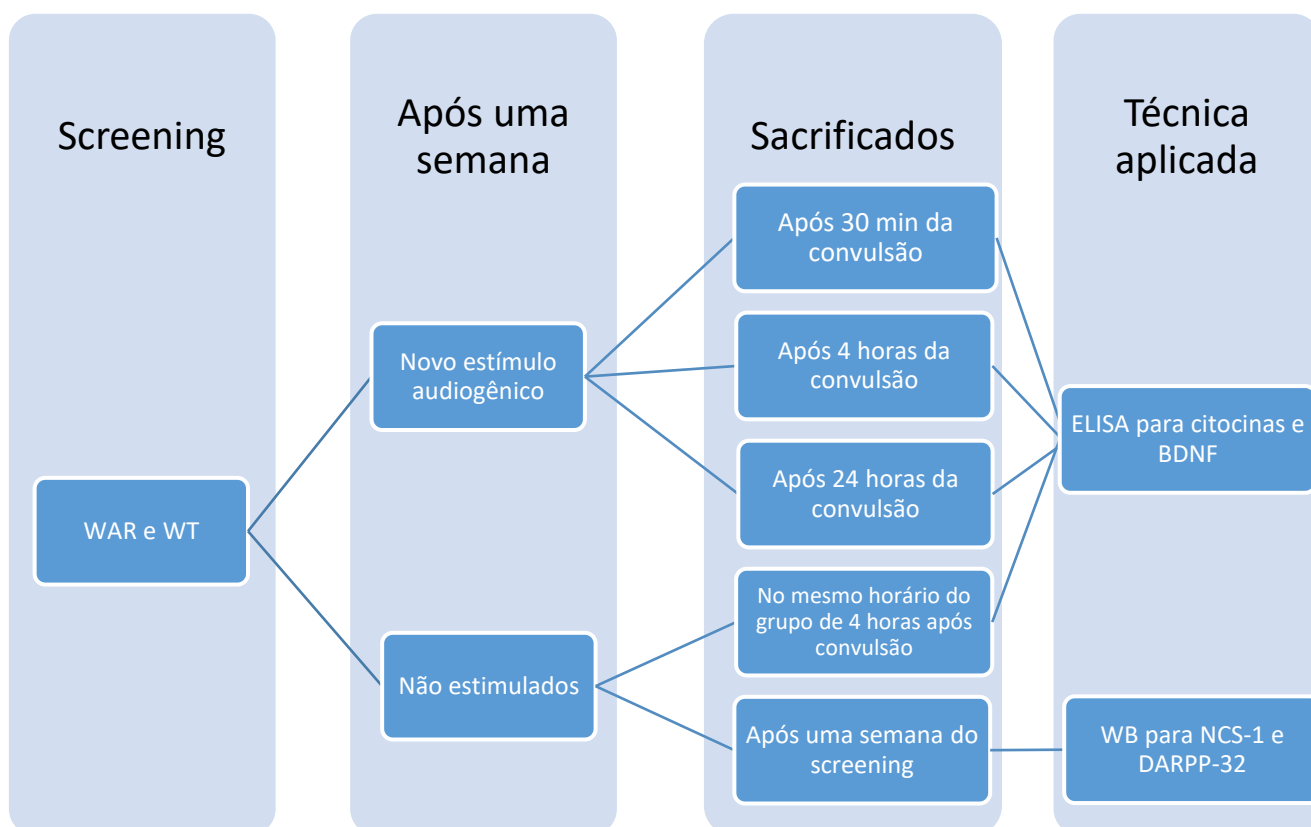 Screening
Após uma
semana
Sacrificados
Técnica
aplicada
WAR e WT
Novo estímulo
audiogênico
Não estimulados
Após 30 min da
convulsão
Após 4 horas da
convulsão
Após 24 horas da
convulsão
No mesmo horário do
grupo de 4 horas após
convulsão
Após uma semana do
screening
ELISA para citocinas e
BDNF
WB para NCS-1 e
DARPP-32